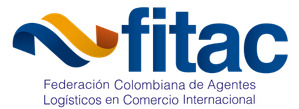 fitac
Federación Colombiana de Agentes
Logísticos en Comercio Internacional